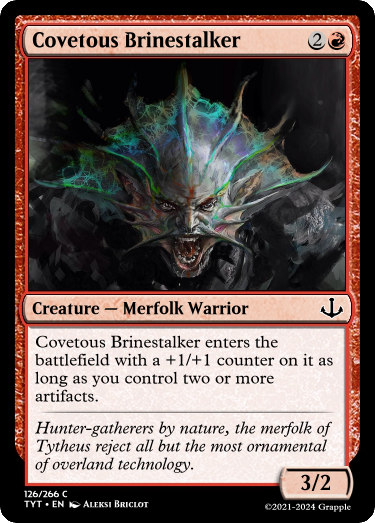 Covetous Brinestalker 2
Creature — Merfolk Warrior
Covetous Brinestalker enters the
battlefield with a +1/+1 counter on it as
long as you control two or more
artifacts.
Hunter-gatherers by nature, the merfolk of
Tytheus reject all but the most ornamental
of overland technology.
3/2
126/266 C
TYT • EN Aleksi Briclot
©2021-2024 Grapple